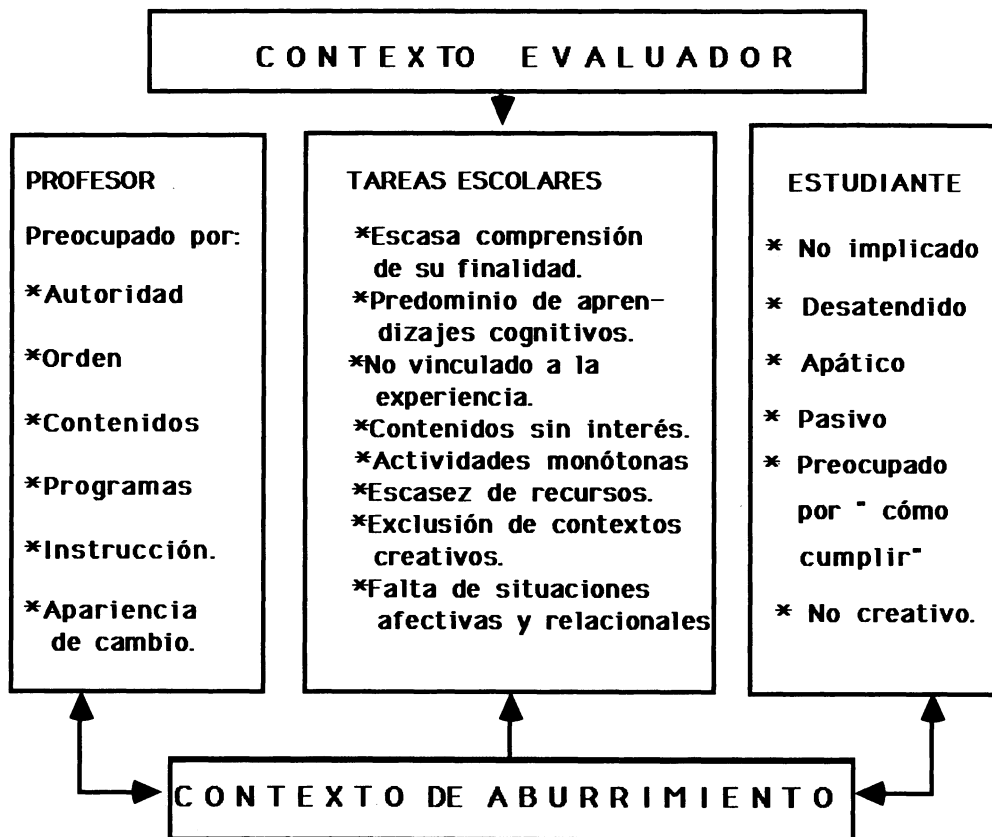 CONTEXTO EVALUADOR
PROFESOR
Preocupado por:
*Autoridad
*Orden
*Contenidos
*Programas
*Instrucción.
*Apariencia
de cambio.
TAREAS ESCOLARES
*Escasa comprensión
de su finalidad.
*Predominio de apren-
dizajes cognitivos.
*No vinculado a la
experiencia.
*Contenidos sin interés.
*Actividades monótonas
*Escasez de recursos.
*Exclusión de contextos
creativos.
*Falta de situaciones
afectivas y relacionales
ESTUDIANTE
* No implicado
* Desatendido
* Apático
* Pasivo
* Preocupado
por " cómo
cumplir"
* No creativo.
CONTEXTO DE ABURRIMIENTO